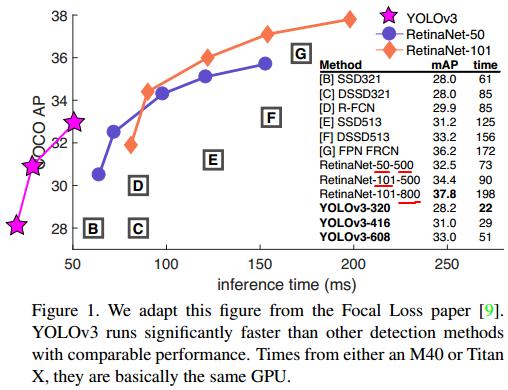 38
36
34
32
30
28
COCO AP
50
100
150
200
inference time (ms)
B
C
D
E
F
G
YOLOv3
RetinaNet-50
RetinaNet-101
Method mAP time
[B] SSD321 28.0 61
[C] DSSD321 28.0 85
[D] R-FCN 29.9 85
[E] SSD513 31.2 125
[F] DSSD513 33.2 156
[G] FPN FRCN 36.2 172
RetinaNet-50-500 32.5 73
RetinaNet-101-500 34.4 90
RetinaNet-101-800 37.8 198
YOLOv3-320 28.2 22
YOLOv3-416 31.0 29
YOLOv3-608 33.0 51
Figure 1. We adapt this figure from the Focal Loss paper [9].
YOLOv3 runs significantly faster than other detection methods
with comparable performance. Times from either an M40 or Titan
X, they are basically the same GPU.